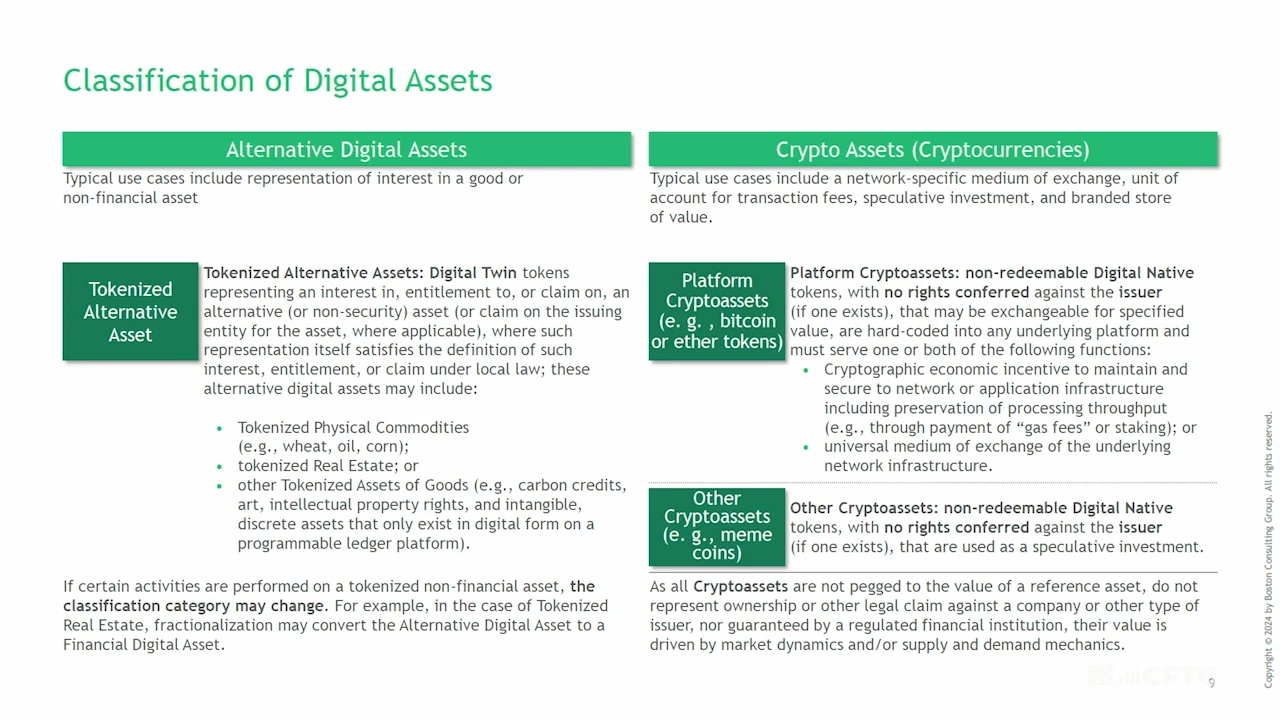 Classification of Digital Assets
Alternative Digital Assets
Typical use cases include representation of interest in a good or
non-financial asset
Tokenized
Alternative
Asset
Tokenized Alternative Assets: Digital Twin tokens
representing an interest in, entitlement to, or claim on, an
alternative (or non-security) asset (or claim on the issuing
entity for the asset, where applicable), where such
representation itself satisfies the definition of such
interest, entitlement, or claim under local law; these
alternative digital assets may include:
• Tokenized Physical Commodities
(e.g., wheat, oil, corn);
• tokenized Real Estate; or
• other Tokenized Assets of Goods (e.g., carbon credits,
art, intellectual property rights, and intangible,
discrete assets that only exist in digital form on a
programmable ledger platform).
If certain activities are performed on a tokenized non-financial asset, the
classification category may change. For example, in the case of Tokenized
Real Estate, fractionalization may convert the Alternative Digital Asset to a
Financial Digital Asset.
Crypto Assets (Cryptocurrencies)
Typical use cases include a network-specific medium of exchange, unit of
account for transaction fees, speculative investment, and branded store
of value.
Platform
Cryptoassets
(e. g. , bitcoin
or ether tokens)
Platform Cryptoassets: non-redeemable Digital Native
tokens, with no rights conferred against the issuer
(if one exists), that may be exchangeable for specified
value, are hard-coded into any underlying platform and
must serve one or both of the following functions:
• Cryptographic economic incentive to maintain and
secure to network or application infrastructure
including preservation of processing throughput
(e.g., through payment of “gas fees” or staking); or
• universal medium of exchange of the underlying
network infrastructure.
Other
Cryptoassets
(e. g., meme
coins)
Other Cryptoassets: non-redeemable Digital Native
tokens, with no rights conferred against the issuer
(if one exists), that are used as a speculative investment.
As all Cryptoassets are not pegged to the value of a reference asset, do not
represent ownership or other legal claim against a company or other type of
issuer, nor guaranteed by a regulated financial institution, their value is
driven by market dynamics and/or supply and demand mechanics.
CFTC
9
Copyright © 2024 by Boston Consulting Group. All rights reserved.